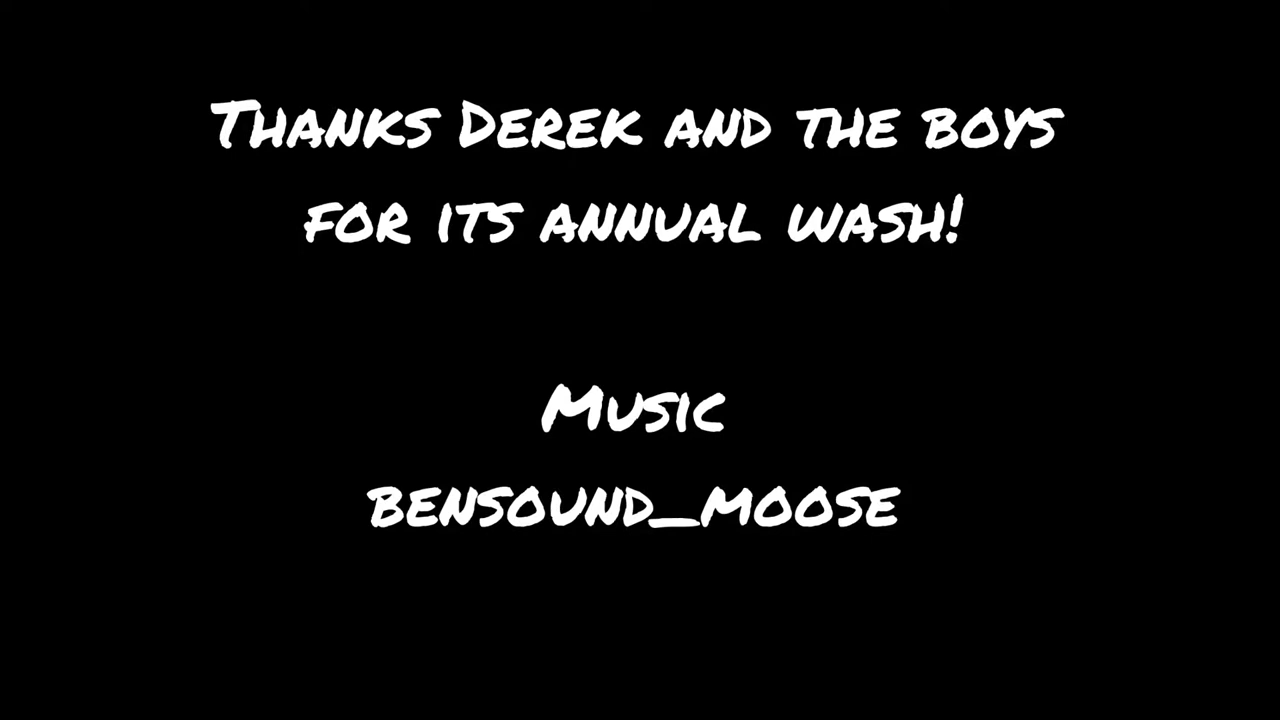 Thanks Derek and the boys
for its annual wash!
Music
bensound_moose